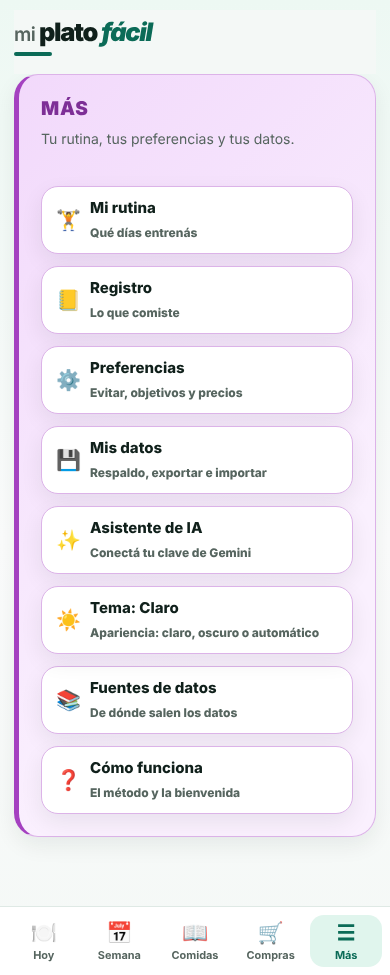 mi plato fácil
MÁS
Tu rutina, tus preferencias y tus datos.
Mi rutina
Qué días entrenás
Registro
Lo que comiste
Preferencias
Evitar, objetivos y precios
Mis datos
Respaldo, exportar e importar
Asistente de IA
Conectá tu clave de Gemini
Tema: Claro
Apariencia: claro, oscuro o automático
Fuentes de datos
De dónde salen los datos
Cómo funciona
El método y la bienvenida
Hoy
Semana
Comidas
Compras
Más